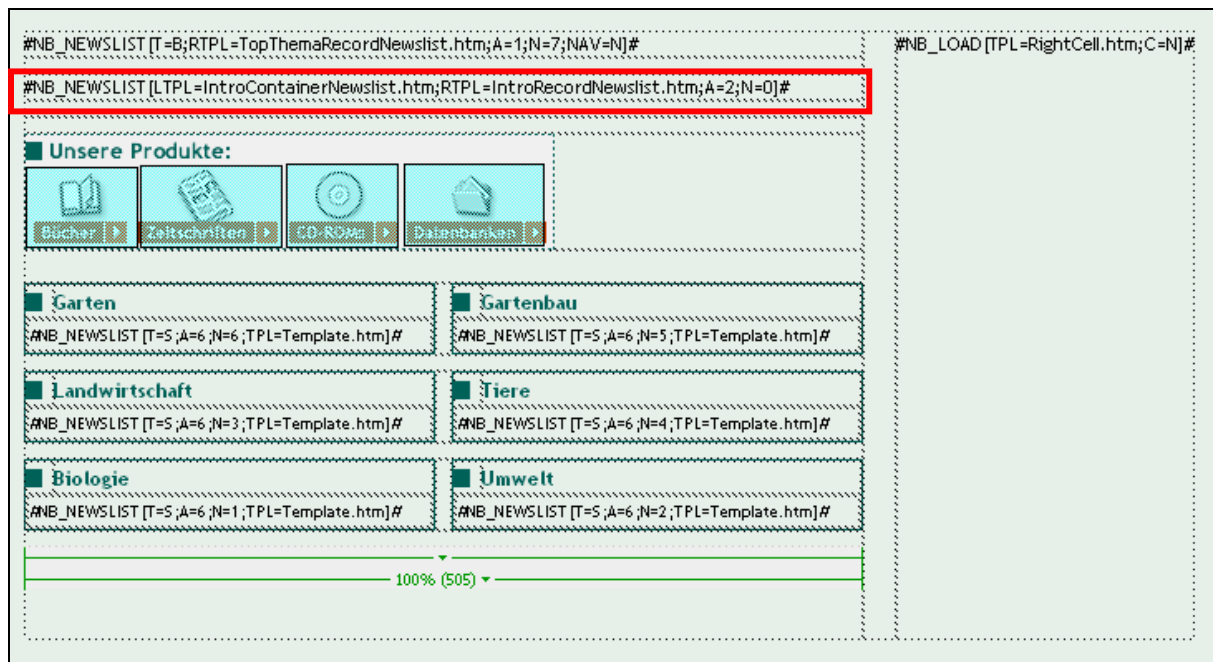 #NB_NEWSLIST[T=B;RTPL=TopThemaRecordNewslist.htm;A=1;N=7;NAV=N]#
#NB_LOAD[TPL=RightCell.htm;C=N]#
#NB_NEWSLIST[LTPL=IntroContainerNewslist.htm;RTPL=IntroRecordNewslist.htm;A=2;N=0]#
Unsere Produkte:
Bücher Zeitschriften CD-ROMs Datenbanken
Garten Gartenbau
#NB_NEWSLIST[T=S;A=6;N=6;TPL=Template.htm]# #NB_NEWSLIST[T=S;A=6;N=5;TPL=Template.htm]#
Landwirtschaft Tiere
#NB_NEWSLIST[T=S;A=6;N=3;TPL=Template.htm]# #NB_NEWSLIST[T=S;A=6;N=4;TPL=Template.htm]#
Biologie Umwelt
#NB_NEWSLIST[T=S;A=6;N=1;TPL=Template.htm]# #NB_NEWSLIST[T=S;A=6;N=2;TPL=Template.htm]#
100% (505)